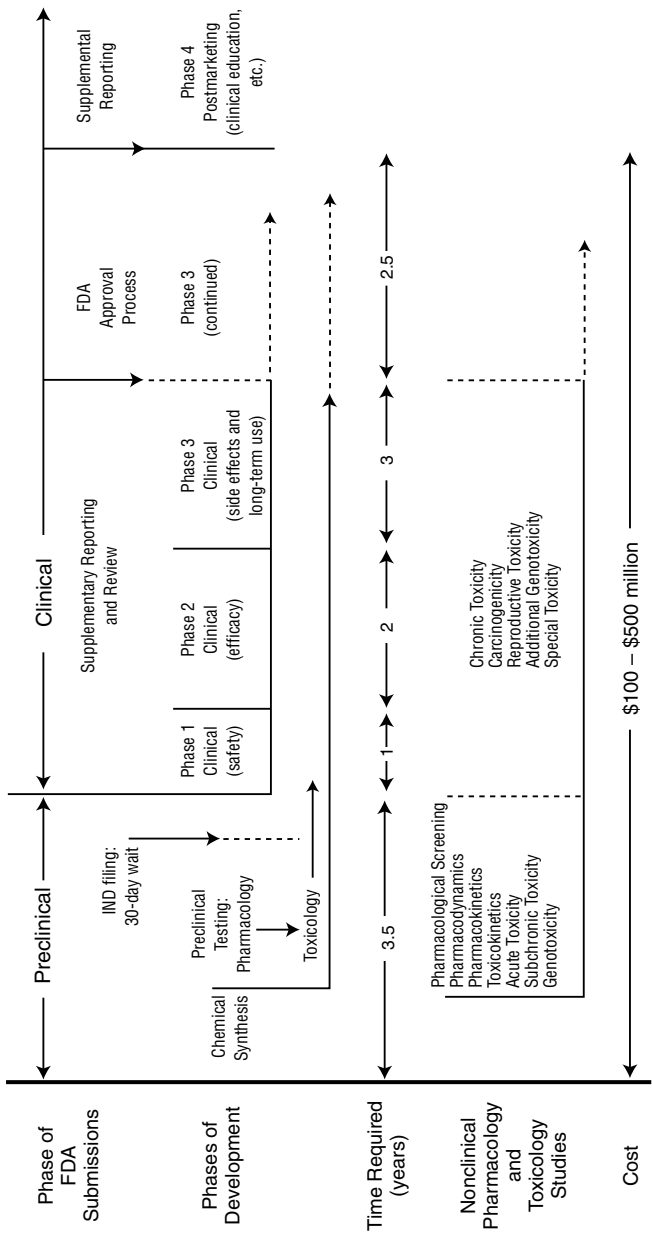 Phase of
FDA
Submissions
Preclinical
Clinical
IND filing:
30-day wait
Supplementary Reporting
and Review
FDA
Approval
Process
Supplemental
Reporting
Phases of
Development
Chemical
Synthesis
Preclinical
Testing:
Pharmacology
Toxicology
Phase 1
Clinical
(safety)
Phase 2
Clinical
(efficacy)
Phase 3
Clinical
(side effects and
long-term use)
Phase 3
(continued)
Phase 4
Postmarketing
(clinical education,
etc.)
Time Required
(years)
3.5
1
2
3
2.5
Nonclinical
Pharmacology
and
Toxicology
Studies
Pharmacological Screening
Pharmacodynamics
Pharmacokinetics
Toxicokinetics
Acute Toxicity
Subchronic Toxicity
Genotoxicity
Chronic Toxicity
Carcinogenicity
Reproductive Toxicity
Additional Genotoxicity
Special Toxicity
Cost
$100 – $500 million